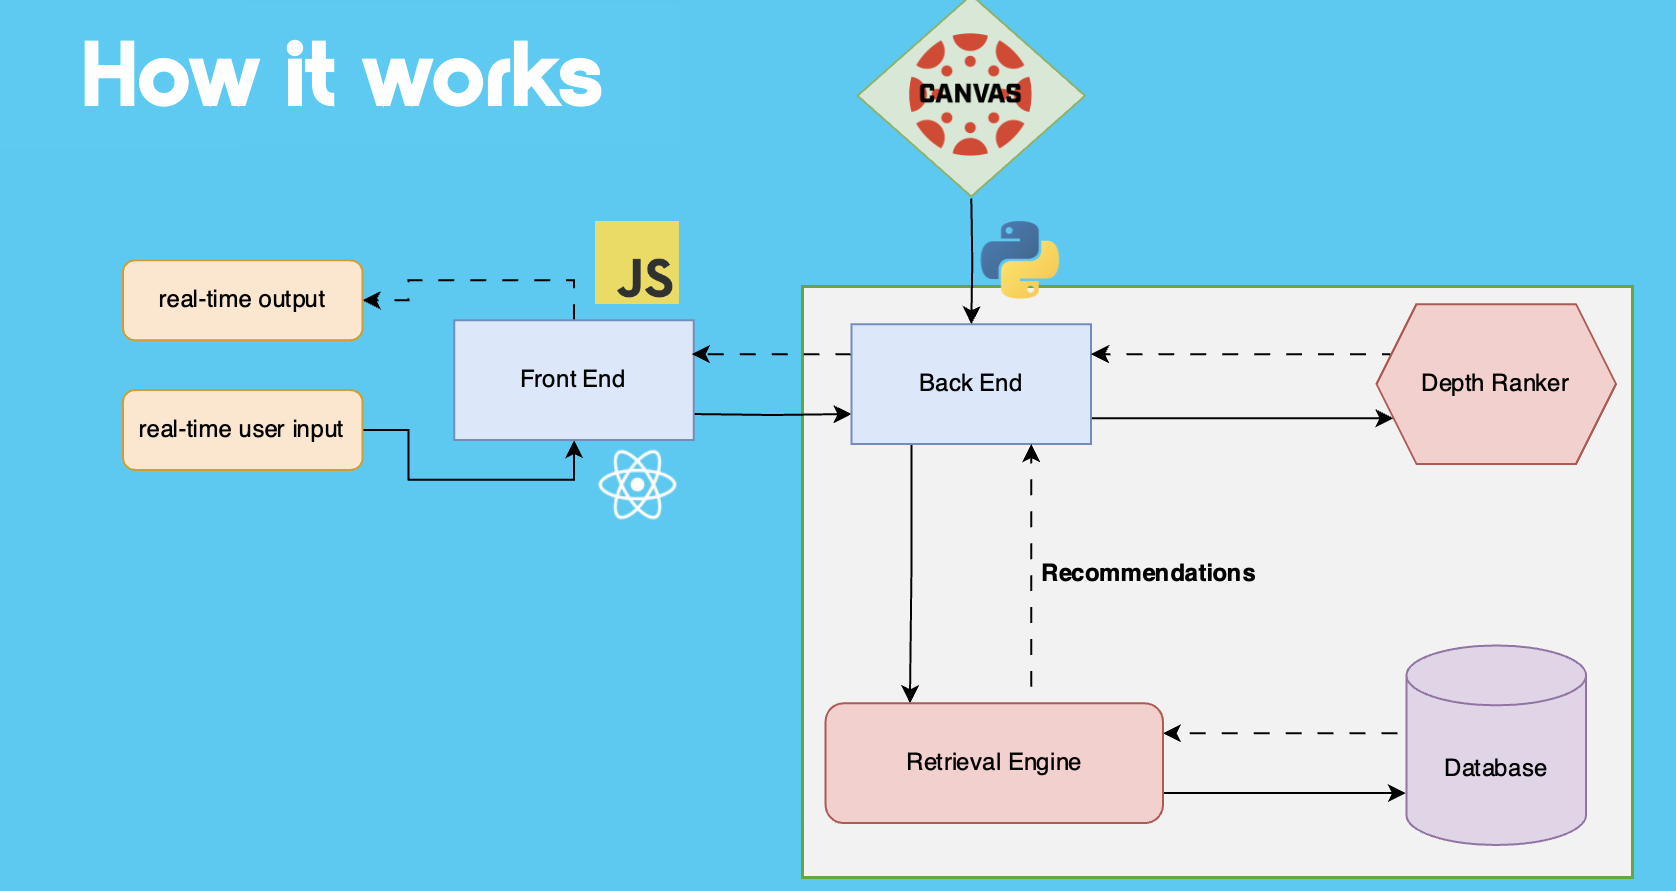 How it works
CANVAS
JS
real-time output
real-time user input
Front End
Back End
Depth Ranker
Recommendations
Retrieval Engine
Database